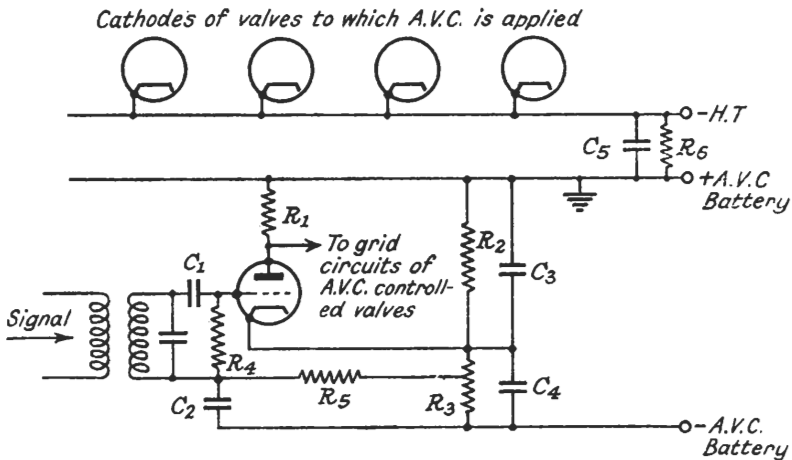 Cathodes of valves to which A.V.C. is applied
-H.T
C5
R6
+A.V.C
Battery
R1
R2
To grid
circuits of
A.V.C. controll-
ed valves
C3
C1
Signal
R4
R5
R3
C4
C2
-A.V.C.
Battery